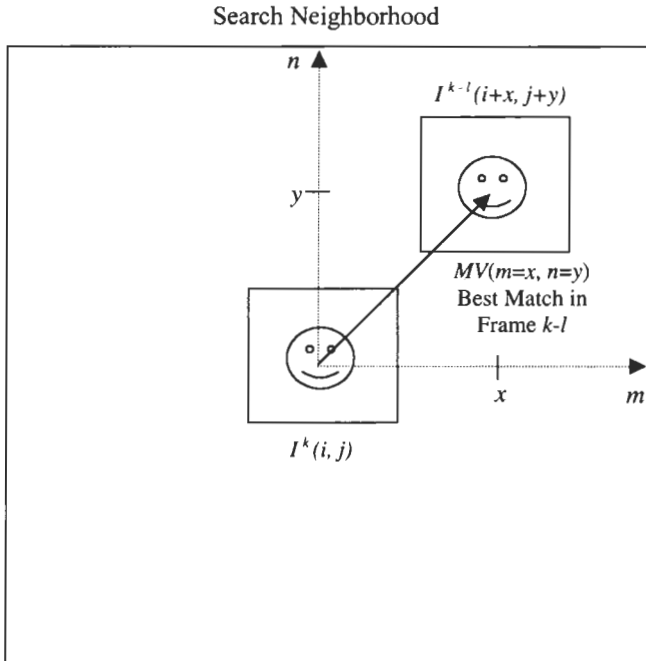 Search Neighborhood
n
I^{k-l}(i+x, j+y)
y
MV(m=x, n=y)
Best Match in
Frame k-l
x
m
I^k(i, j)